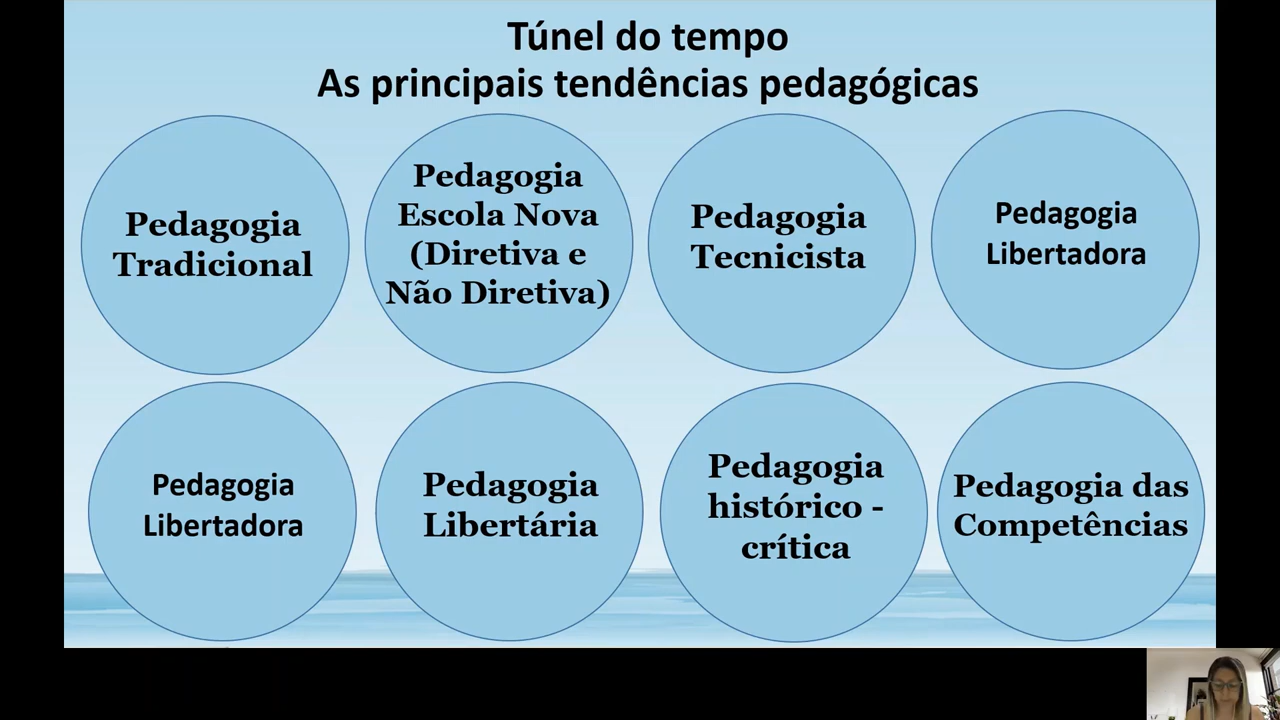 Túnel do tempo
As principais tendências pedagógicas
Pedagogia
Tradicional
Pedagogia
Escola Nova
(Diretiva e
Não Diretiva)
Pedagogia
Tecnicista
Pedagogia
Libertadora
Pedagogia
Libertadora
Pedagogia
Libertária
Pedagogia
histórico -
crítica
Pedagogia das
Competências